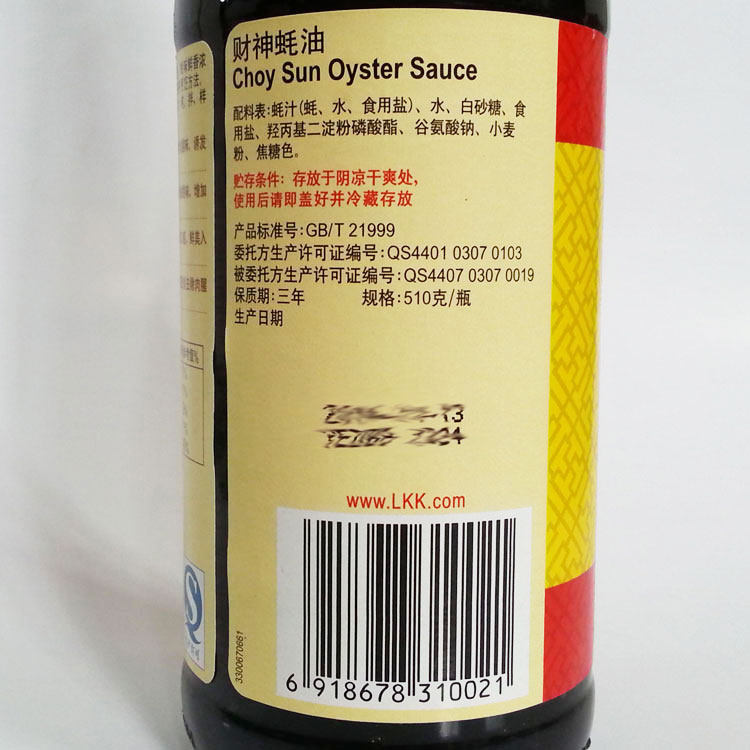 财神蚝油
Choy Sun Oyster Sauce
配料表:蚝汁(蚝、水、食用盐)、水、白砂糖、食
用盐、羟丙基二淀粉磷酸酯、谷氨酸钠、小麦
粉、焦糖色。
贮存条件: 存放于阴凉干爽处,
使用后请即盖好并冷藏存放
产品标准号:GB/T 21999
委托方生产许可证编号:QS4401 0307 0103
被委托方生产许可证编号:QS4407 0307 0019
保质期:三年 规格:510克/瓶
生产日期
www.LKK.com
3300670661
6 918678 310021